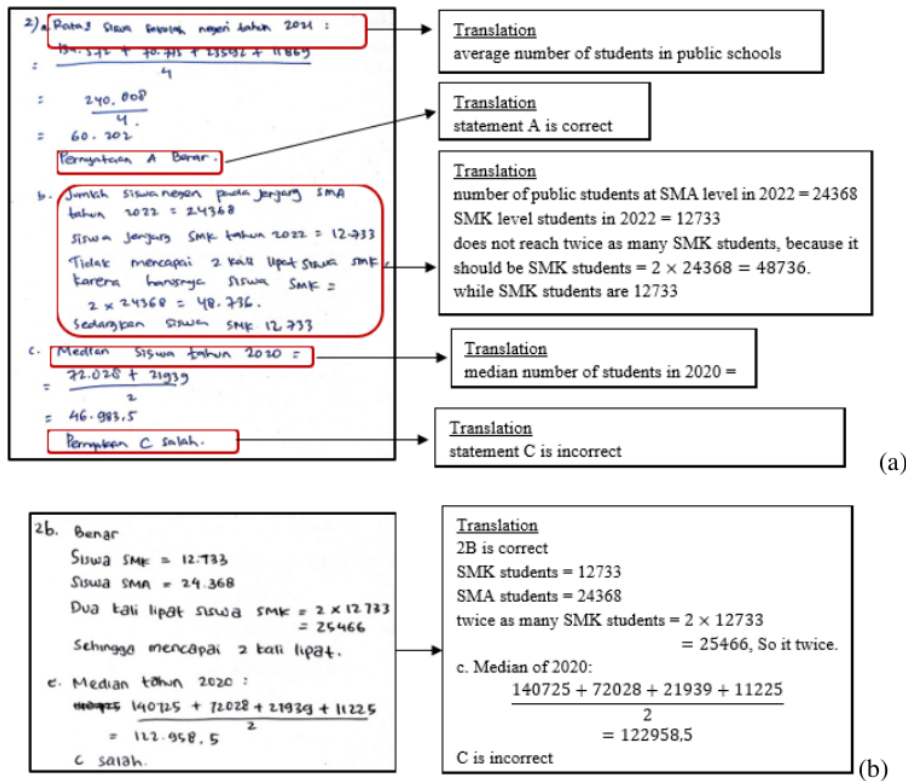 2) a. Rata2 siswa sekolah negeri tahun 2021 :
Translation
average number of students in public schools
= 134.372 + 70.775 + 23592 + 11869
4
= 240.008
4.
= 60.202
Pernyataan A Benar.
Translation
statement A is correct
b. Jumlah siswa negeri pada jenjang SMA
tahun 2022 = 24368
siswa jenjang SMK tahun 2022 = 12.733
Tidak mencapai 2 kali lipat siswa SMK,
karena harusnya siswa SMK =
2 x 24368 = 48.736.
Sedangkan siswa SMK 12.733
Translation
number of public students at SMA level in 2022 = 24368
SMK level students in 2022 = 12733
does not reach twice as many SMK students, because it
should be SMK students = 2 × 24368 = 48736.
while SMK students are 12733
c. Median siswa tahun 2020 =
= 72.028 + 21939
2
= 46.983,5
Translation
median number of students in 2020 =
Pernyataan C salah.
Translation
statement C is incorrect
(a)
2b. Benar
Siswa SMK = 12.733
Siswa SMA = 24.368
Dua kali lipat siswa SMK = 2 x 12733
= 25466
Sehingga mencapai 2 kali lipat.
c. Median tahun 2020 :
140725 + 72028 + 21939 + 11225
2
= 122.958,5
C salah.
Translation
2B is correct
SMK students = 12733
SMA students = 24368
twice as many SMK students = 2 × 12733
= 25466, So it twice.
c. Median of 2020:
140725 + 72028 + 21939 + 11225
2
= 122958,5
C is incorrect
(b)